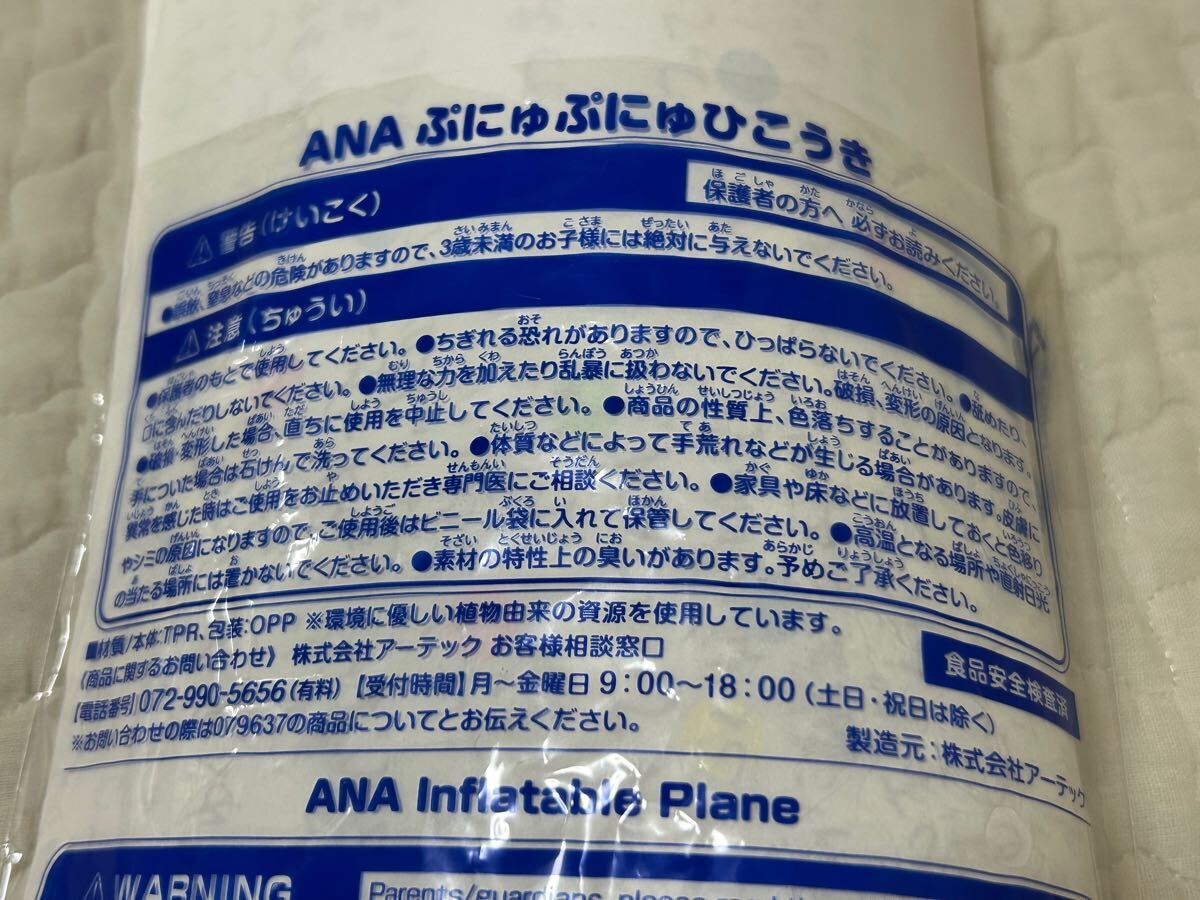 ANA ぷにゅぷにゅひこうき
⚠ 警告(けいこく)
保護者の方へ 必ずお読みください。
●誤飲、窒息などの危険がありますので、3歳未満のお子様には絶対に与えないでください。
⚠ 注意(ちゅうい)
●保護者のもとで使用してください。●ちぎれる恐れがありますので、ひっぱらないでください。●舐めたり、
口に含んだりしないでください。●無理な力を加えたり乱暴に扱わないでください。破損、変形の原因となります。
●破損、変形した場合、直ちに使用を中止してください。●商品の性質上、色落ちすることがありますので、
手についた場合は石けんで洗ってください。●体質などによって手荒れなどが生じる場合があります。皮膚に
異常を感じた時はご使用をお止めいただき専門医にご相談ください。●家具や床などに放置しておくと色移り
やシミの原因になりますので、ご使用後はビニール袋に入れて保管してください。●高温となる場所や直射日光
の当たる場所には置かないでください。●素材の特性上の臭いがあります。予めご了承ください。
■材質/本体:TPR、包装:OPP ※環境に優しい植物由来の資源を使用しています。
《商品に関するお問い合わせ》 株式会社アーテック お客様相談窓口
食品安全検査済
【電話番号】072-990-5656(有料)【受付時間】月~金曜日 9:00~18:00 (土日・祝日は除く)
※お問い合わせの際は079637の商品についてとお伝えください。
製造元:株式会社アーテック
ANA Inflatable Plane
⚠ WARNING
Parents/guardians, please read